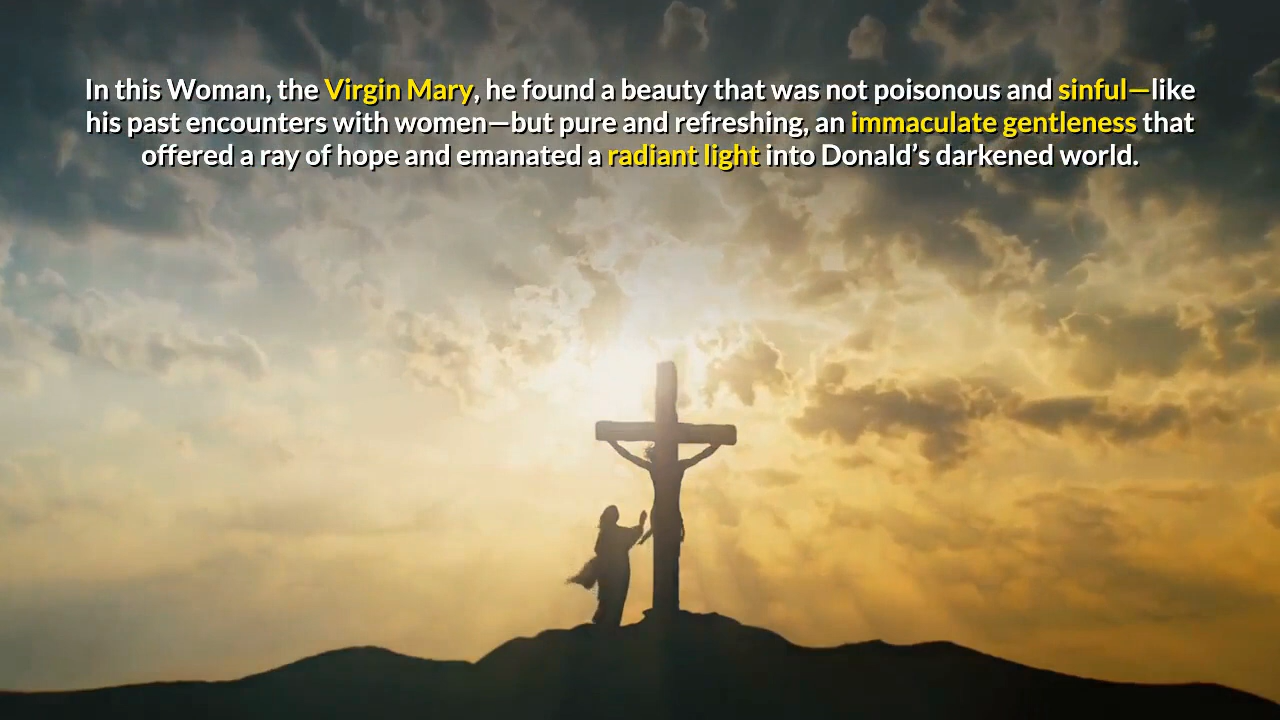 In this Woman, the Virgin Mary, he found a beauty that was not poisonous and sinful—like
his past encounters with women—but pure and refreshing, an immaculate gentleness that
offered a ray of hope and emanated a radiant light into Donald’s darkened world.